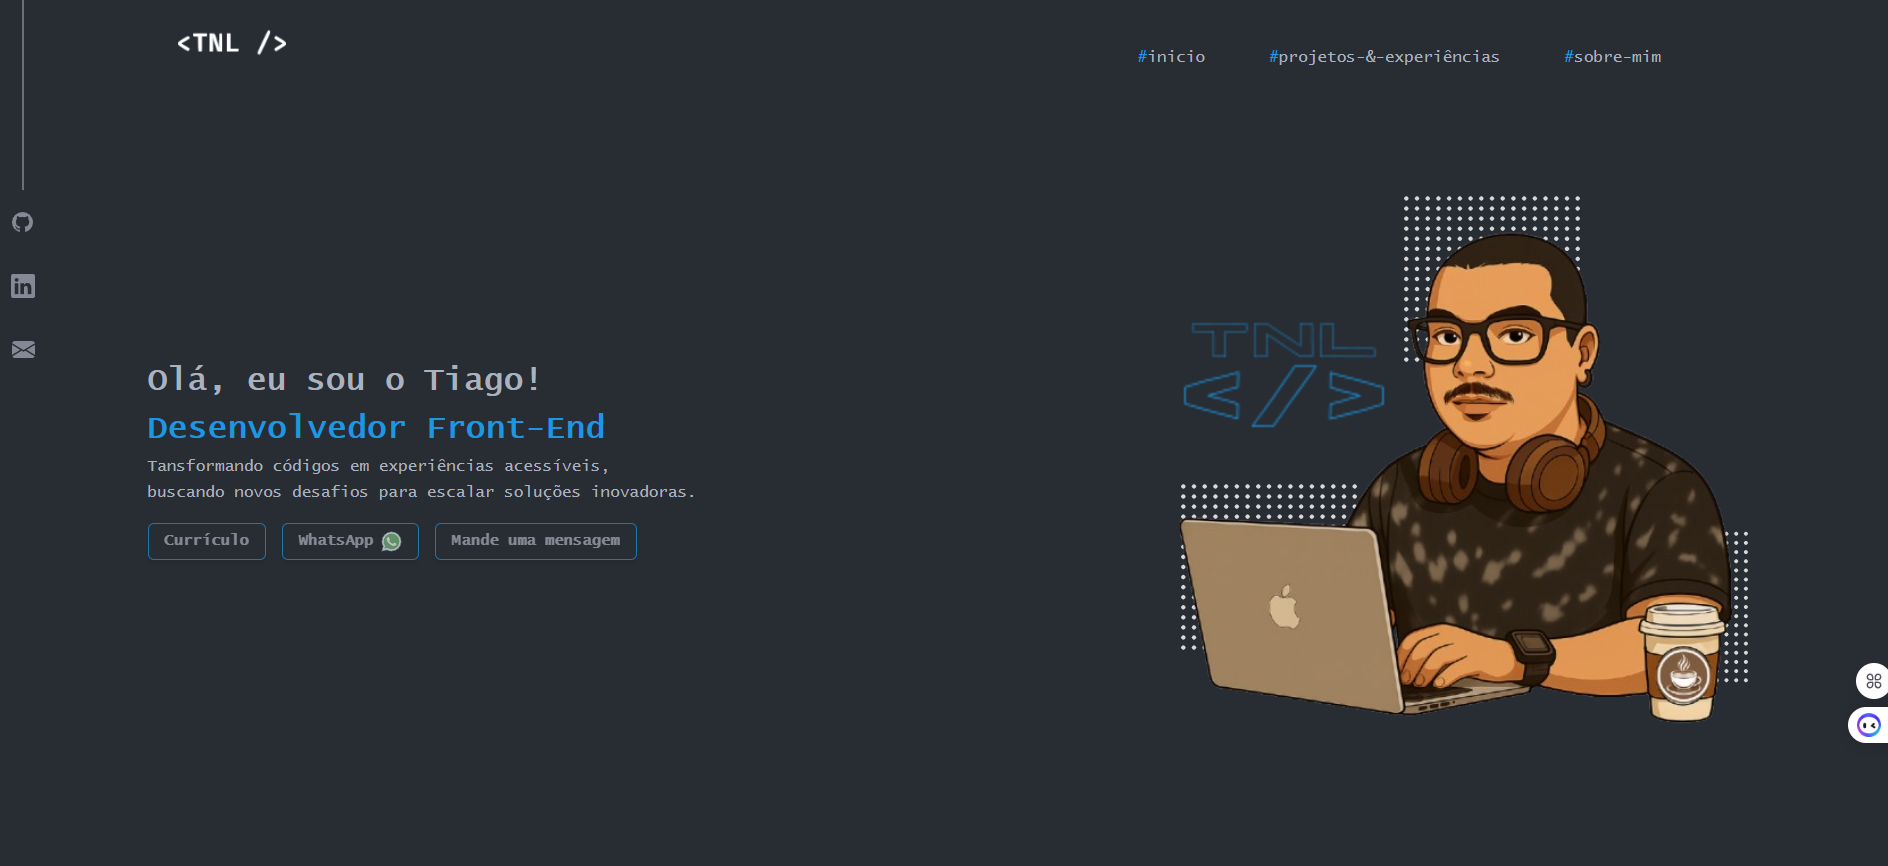 <TNL />
#inicio
#projetos-&-experiências
#sobre-mim
TNL
</>
Olá, eu sou o Tiago!
Desenvolvedor Front-End
Tansformando códigos em experiências acessíveis,
buscando novos desafios para escalar soluções inovadoras.
Currículo
WhatsApp
Mande uma mensagem
in